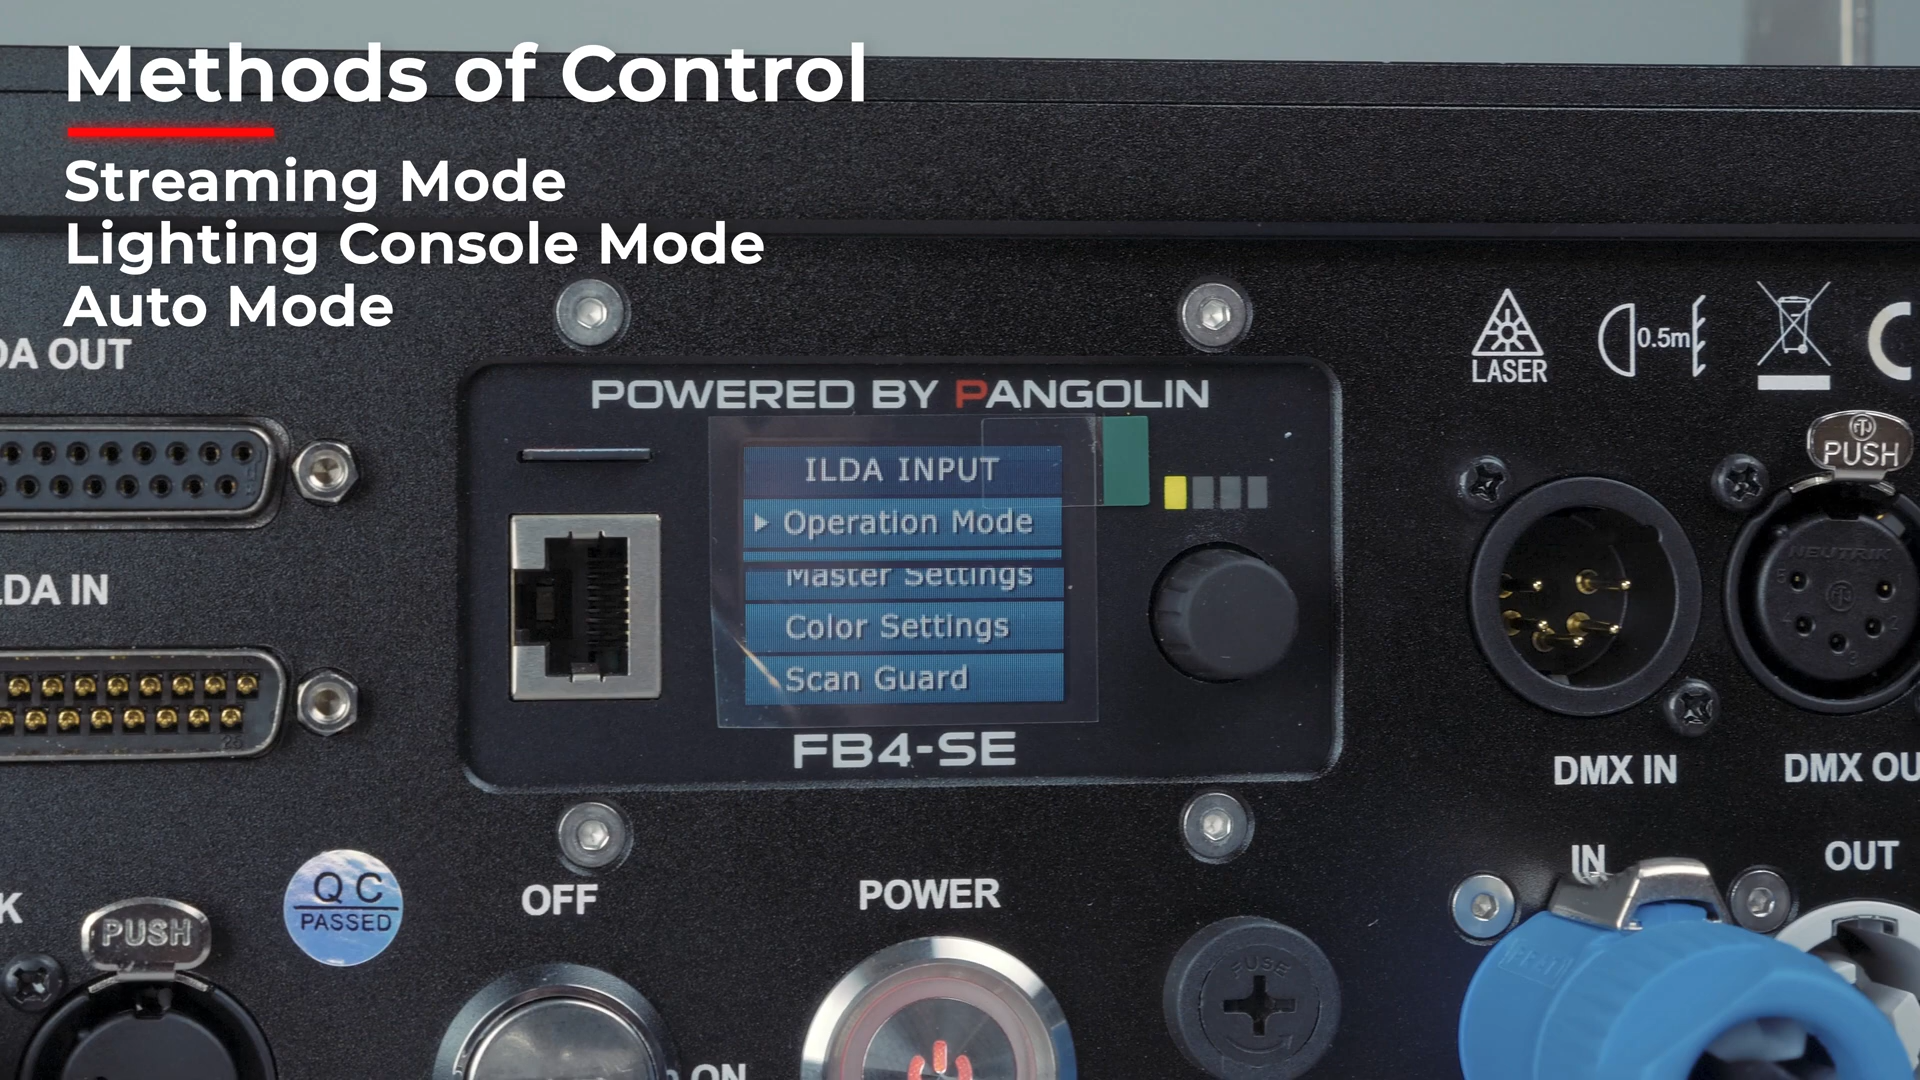 Methods of Control
Streaming Mode
Lighting Console Mode
Auto Mode
DA OUT
LASER
0.5m
POWERED BY PANGOLIN
PUSH
ILDA INPUT
Operation Mode
Master Settings
Color Settings
Scan Guard
NEUTRIK
LDA IN
FB4-SE
DMX IN
DMX OU
IN
OUT
QC
PASSED
OFF
POWER
K
PUSH
FUSE
ON